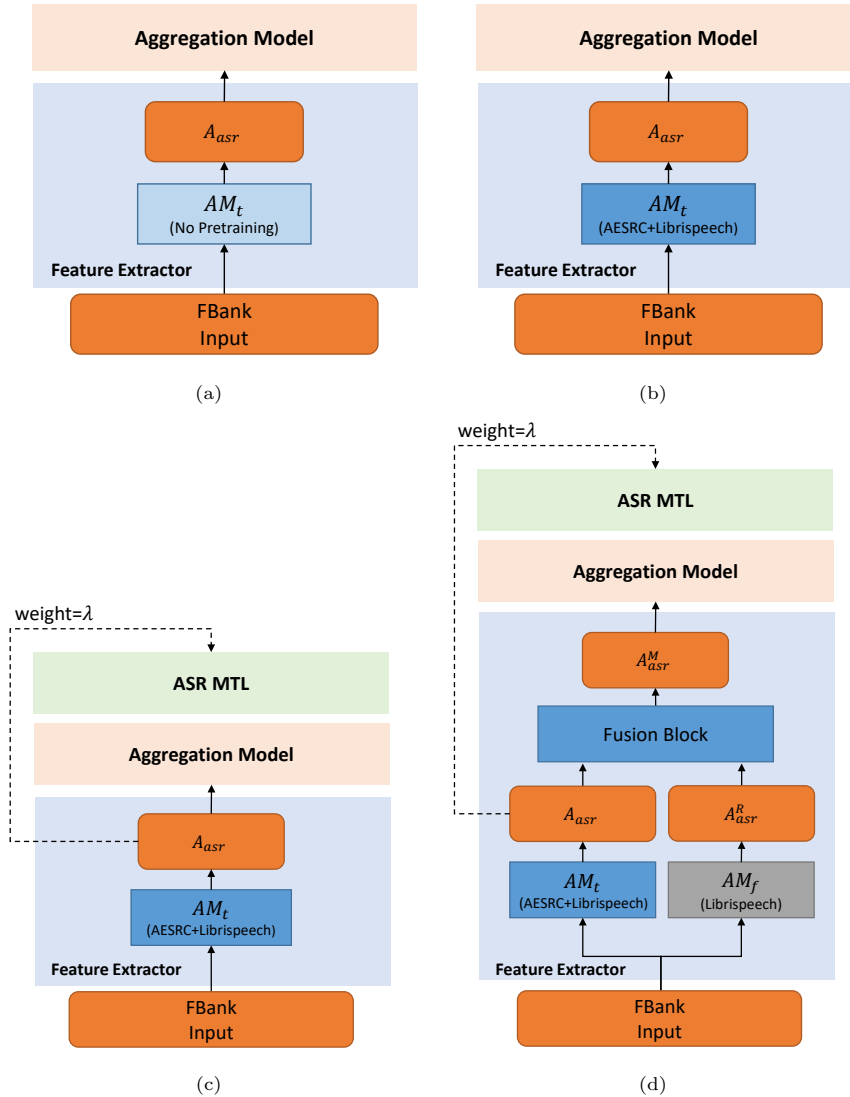 Aggregation Model
A_asr
AM_t
(No Pretraining)
Feature Extractor
FBank
Input
(a)
Aggregation Model
A_asr
AM_t
(AESRC+Librispeech)
Feature Extractor
FBank
Input
(b)
weight=λ
ASR MTL
Aggregation Model
A_asr
AM_t
(AESRC+Librispeech)
Feature Extractor
FBank
Input
(c)
weight=λ
ASR MTL
Aggregation Model
A^M_asr
Fusion Block
A_asr
A^R_asr
AM_t
(AESRC+Librispeech)
AM_f
(Librispeech)
Feature Extractor
FBank
Input
(d)